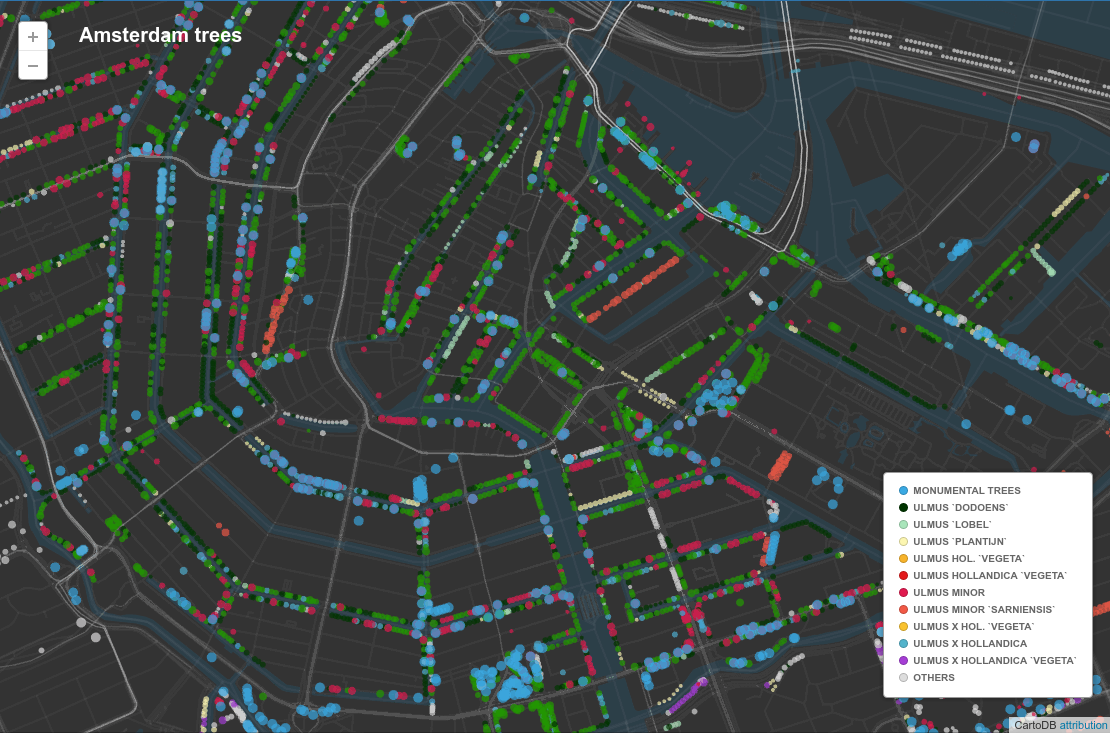 +
Amsterdam trees
−
MONUMENTAL TREES
ULMUS `DODOENS`
ULMUS `LOBEL`
ULMUS `PLANTIJN`
ULMUS HOL. `VEGETA`
ULMUS HOLLANDICA `VEGETA`
ULMUS MINOR
ULMUS MINOR `SARNIENSIS`
ULMUS X HOL. `VEGETA`
ULMUS X HOLLANDICA
ULMUS X HOLLANDICA `VEGETA`
OTHERS
CartoDB attribution